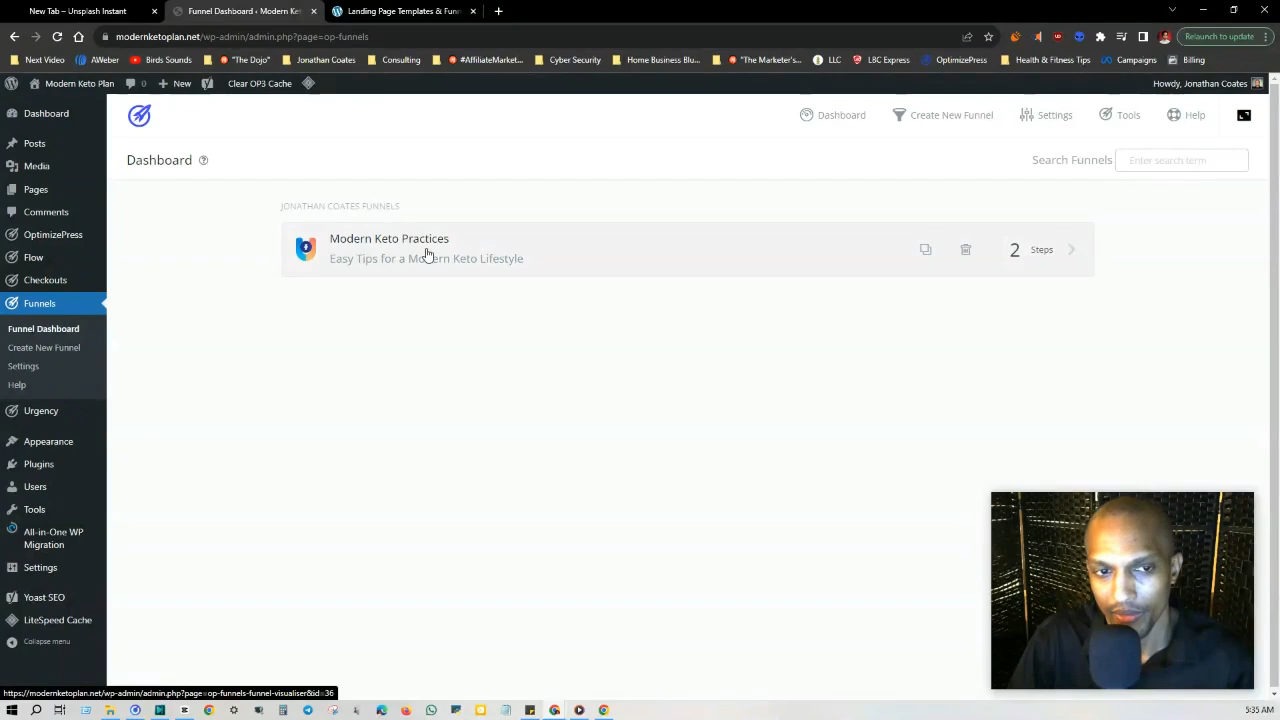 New Tab – Unsplash Instant
Funnel Dashboard ‹ Modern Ket
Landing Page Templates & Funn
modernketoplan.net/wp-admin/admin.php?page=op-funnels
Relaunch to update
Next Video
AWeber
Birds Sounds
"The Dojo"
Jonathan Coates
Consulting
#AffiliateMarket...
Cyber Security
Home Business Blu...
"The Marketer's...
LLC
LBC Express
OptimizePress
Health & Fitness Tips
Campaigns
Billing
Modern Keto Plan
0
New
Clear OP3 Cache
Howdy, Jonathan Coates
Dashboard
Posts
Media
Pages
Comments
OptimizePress
Flow
Checkouts
Funnels
Funnel Dashboard
Create New Funnel
Settings
Help
Urgency
Appearance
Plugins
Users
Tools
All-in-One WP
Migration
Settings
Yoast SEO
LiteSpeed Cache
Collapse menu
Dashboard
Create New Funnel
Settings
Tools
Help
Dashboard
Search Funnels
Enter search term
JONATHAN COATES FUNNELS
Modern Keto Practices
Easy Tips for a Modern Keto Lifestyle
2 Steps
https://modernketoplan.net/wp-admin/admin.php?page=op-funnels-funnel-visualiser&id=36
5:35 AM